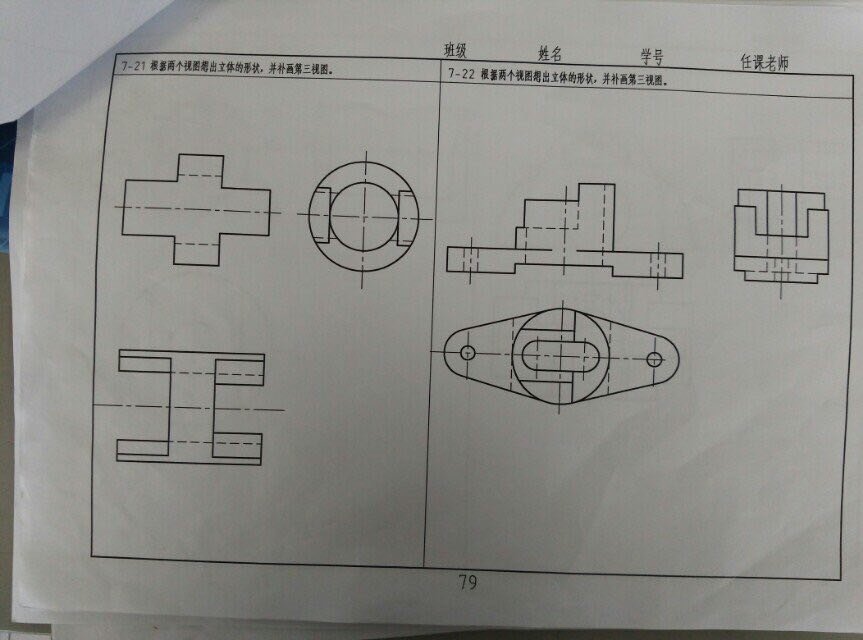 班级 姓名 学号 任课老师
7-21 根据两个视图想出立体的形状，并补画第三视图。
7-22 根据两个视图想出立体的形状，并补画第三视图。
79